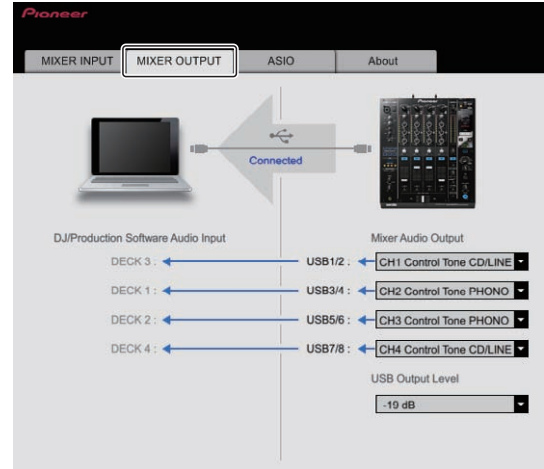 Pioneer
MIXER INPUT MIXER OUTPUT ASIO About
Connected
DJ/Production Software Audio Input Mixer Audio Output
DECK 3 : USB1/2 : CH1 Control Tone CD/LINE
DECK 1 : USB3/4 : CH2 Control Tone PHONO
DECK 2 : USB5/6 : CH3 Control Tone PHONO
DECK 4 : USB7/8 : CH4 Control Tone CD/LINE
USB Output Level
-19 dB